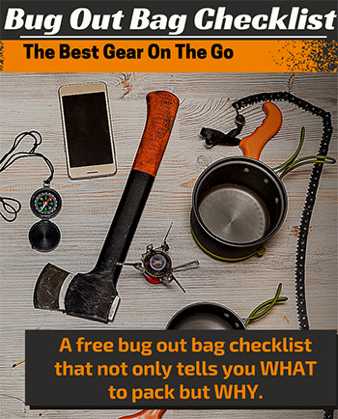 Bug Out Bag Checklist
The Best Gear On The Go
A free bug out bag checklist
that not only tells you WHAT
to pack but WHY.